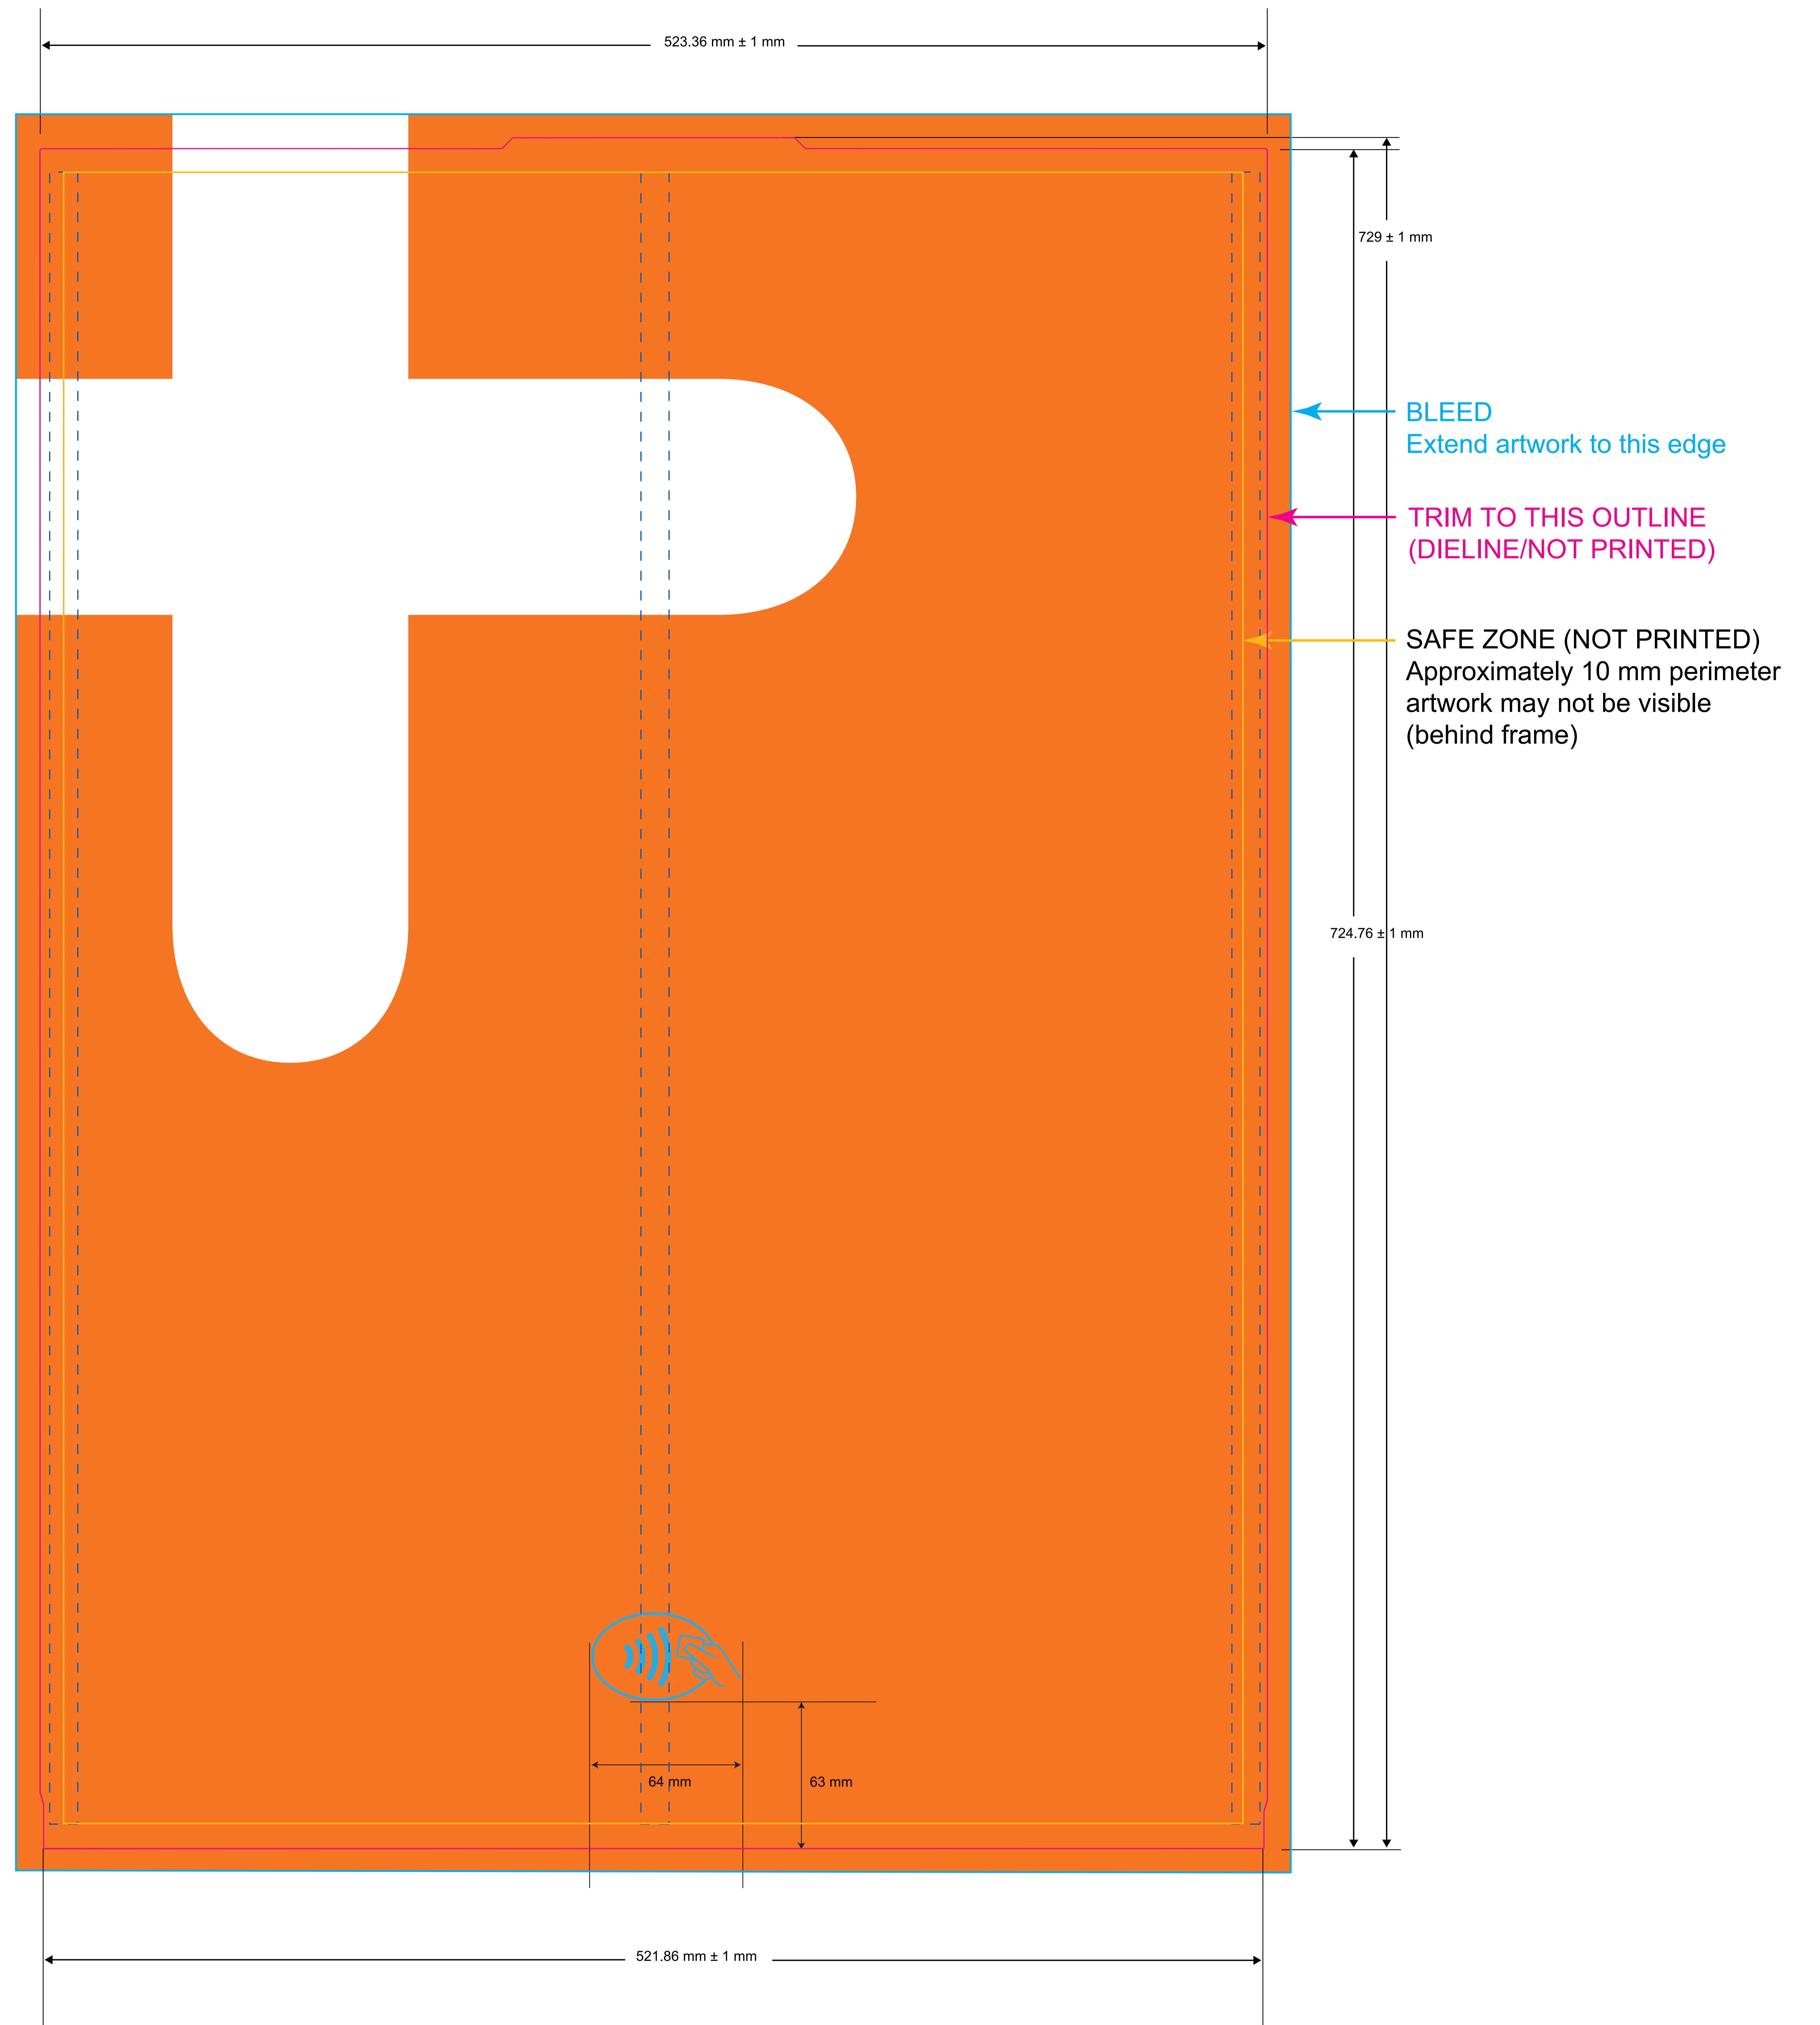 523.36 mm ± 1 mm
729 ± 1 mm
BLEED
Extend artwork to this edge
TRIM TO THIS OUTLINE
(DIELINE/NOT PRINTED)
SAFE ZONE (NOT PRINTED)
Approximately 10 mm perimeter
artwork may not be visible
(behind frame)
724.76 ± 1 mm
64 mm
63 mm
521.86 mm ± 1 mm